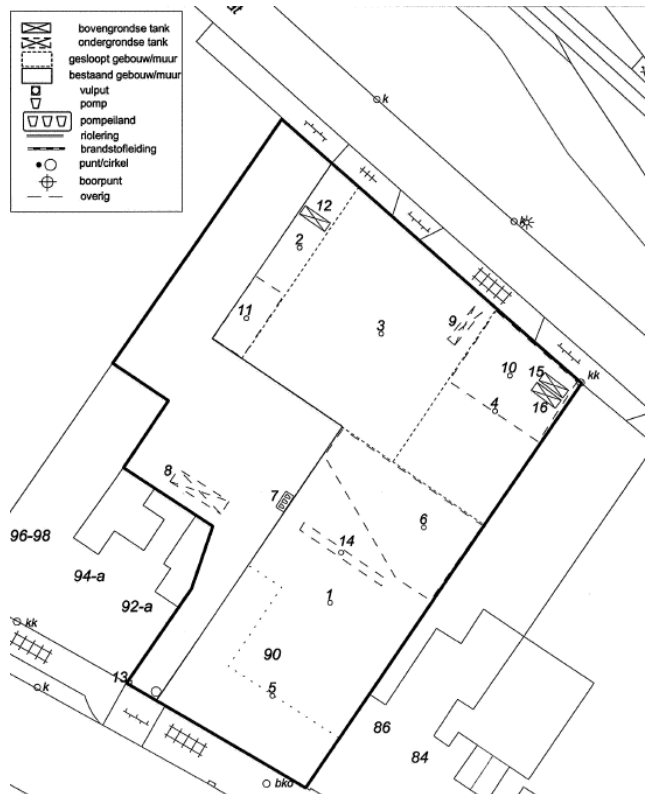 bovengrondse tank
ondergrondse tank
gesloopt gebouw/muur
bestaand gebouw/muur
vulput
pomp
pompeiland
riolering
brandstofleiding
punt/cirkel
boorpunt
overig
k
k
12
2
11
3
9
10
15
16
kk
4
8
7
6
14
1
96-98
94-a
92-a
90
kk
13
k
5
86
84
bko